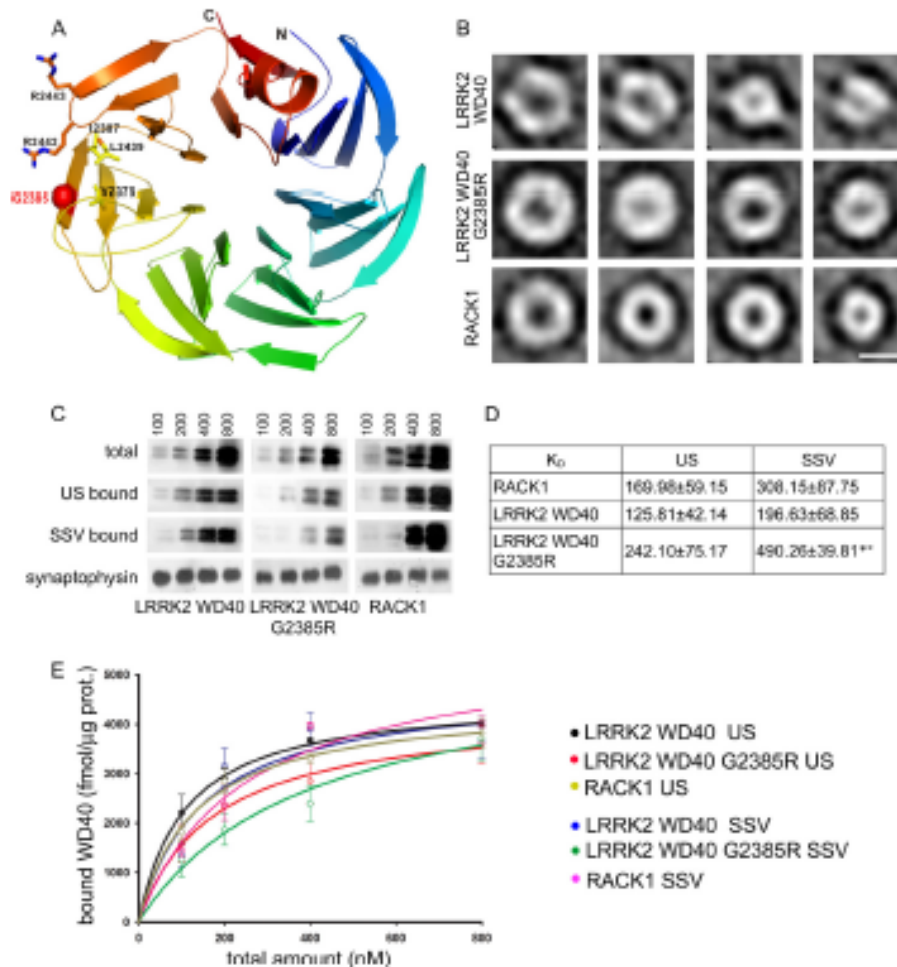 A
C
N
R2443
R2442
L2439
B
LRRK2
WD40
LRRK2 WD40
G2385R
RACK1
C
100 200 400 800 100 200 400 800 100 200 400 800
total
US bound
SSV bound
synaptophysin
LRRK2 WD40 LRRK2 WD40 RACK1
G2385R
D
K_D US SSV
RACK1 169.98±59.15 308.15±87.75
LRRK2 WD40 125.81±42.14 196.63±68.85
LRRK2 WD40
G2385R 242.10±75.17 490.26±39.81
E
bound WD40 (fmol/µg prot.)
5000
4000
3000
2000
1000
0
0 200 400 600 800
total amount (nM)
LRRK2 WD40 US
LRRK2 WD40 G2385R US
RACK1 US
LRRK2 WD40 SSV
LRRK2 WD40 G2385R SSV
RACK1 SSV